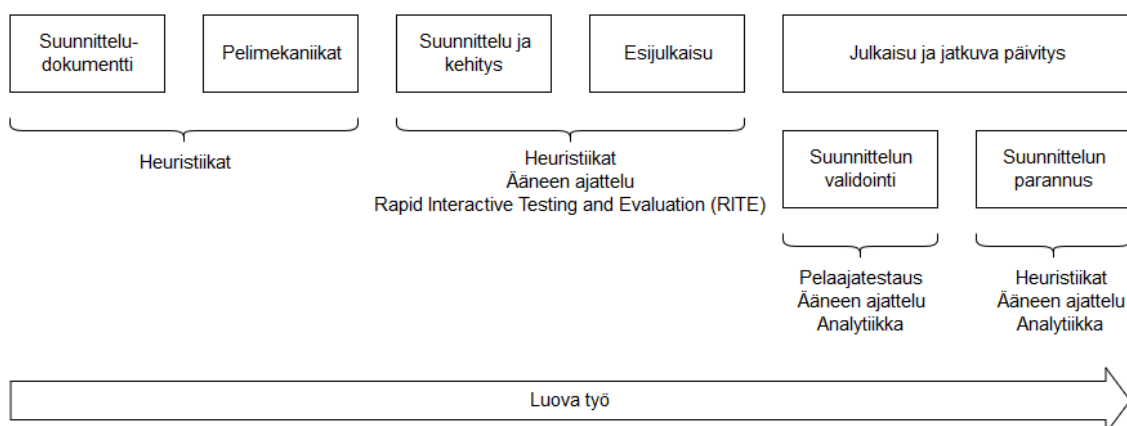 Suunnittelu-
dokumentti
Pelimekaniikat
Suunnittelu ja
kehitys
Esijulkaisu
Julkaisu ja jatkuva päivitys
Heuristiikat
Heuristiikat
Ääneen ajattelu
Rapid Interactive Testing and Evaluation (RITE)
Suunnittelun
validointi
Suunnittelun
parannus
Pelaajatestaus
Ääneen ajattelu
Analytiikka
Heuristiikat
Ääneen ajattelu
Analytiikka
Luova työ